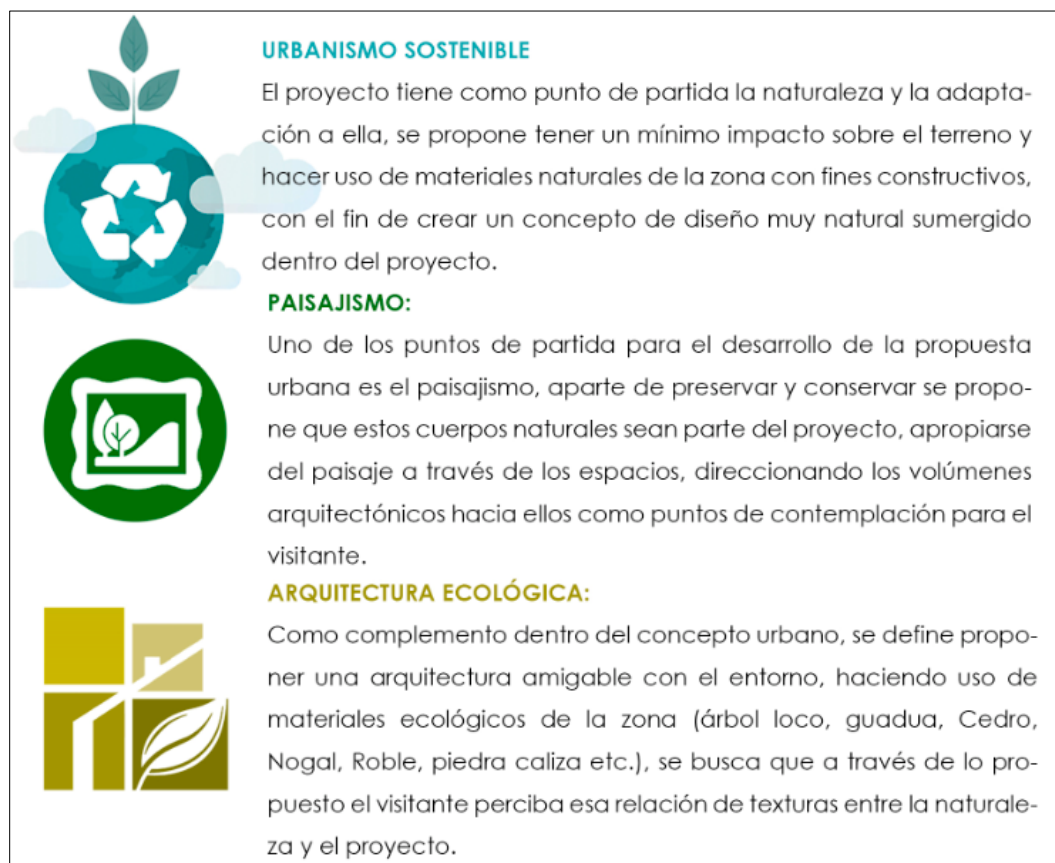 URBANISMO SOSTENIBLE
El proyecto tiene como punto de partida la naturaleza y la adapta-
ción a ella, se propone tener un mínimo impacto sobre el terreno y
hacer uso de materiales naturales de la zona con fines constructivos,
con el fin de crear un concepto de diseño muy natural sumergido
dentro del proyecto.
PAISAJISMO:
Uno de los puntos de partida para el desarrollo de la propuesta
urbana es el paisajismo, aparte de preservar y conservar se propo-
ne que estos cuerpos naturales sean parte del proyecto, apropiarse
del paisaje a través de los espacios, direccionando los volúmenes
arquitectónicos hacia ellos como puntos de contemplación para el
visitante.
ARQUITECTURA ECOLÓGICA:
Como complemento dentro del concepto urbano, se define propo-
ner una arquitectura amigable con el entorno, haciendo uso de
materiales ecológicos de la zona (árbol loco, guadua, Cedro,
Nogal, Roble, piedra caliza etc.), se busca que a través de lo pro-
puesto el visitante perciba esa relación de texturas entre la naturale-
za y el proyecto.